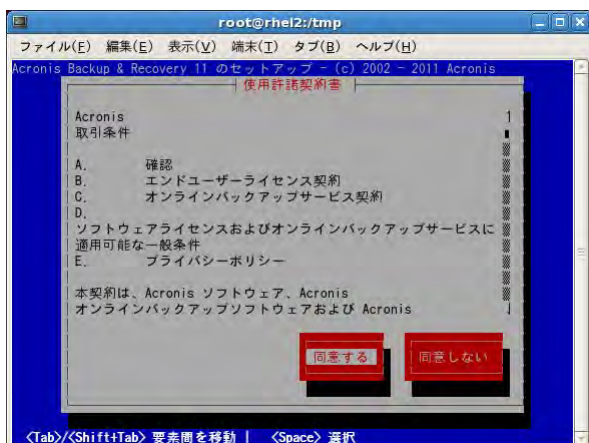 root@rhel2:/tmp
ファイル(F) 編集(E) 表示(V) 端末(T) タブ(B) ヘルプ(H)
Acronis Backup & Recovery 11 のセットアップ - (c) 2002 - 2011 Acronis
使用許諾契約書
Acronis
取引条件
A. 確認
B. エンドユーザーライセンス契約
C. オンラインバックアップサービス契約
D.
ソフトウェアライセンスおよびオンラインバックアップサービスに
適用可能な一般条件
E. プライバシーポリシー
本契約は、Acronis ソフトウェア、Acronis
オンラインバックアップソフトウェアおよび Acronis
同意する 同意しない
<Tab>/<Shift+Tab> 要素間を移動 | <Space> 選択